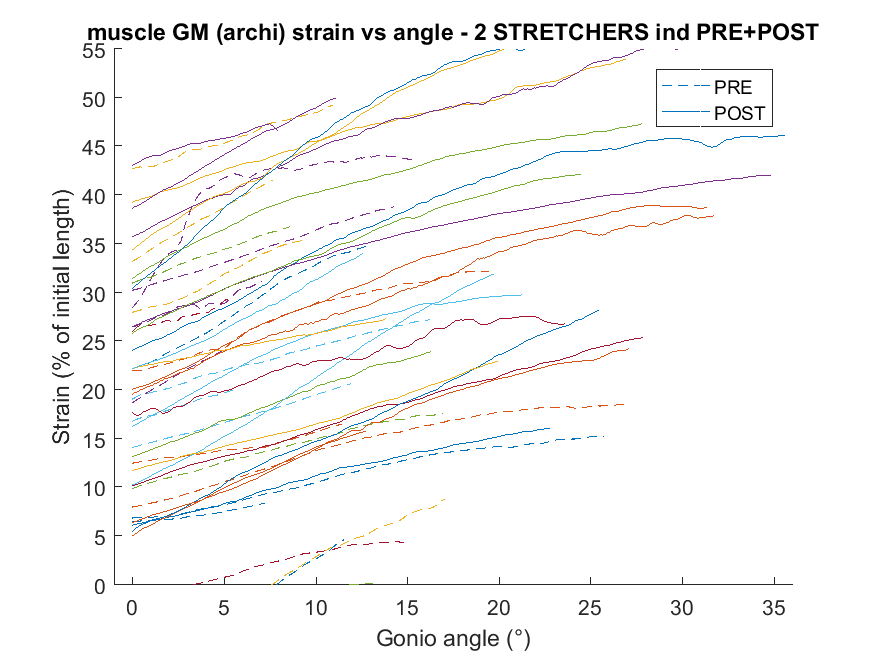 muscle GM (archi) strain vs angle - 2 STRETCHERS ind PRE+POST
55
50
45
40
35
30
25
20
15
10
5
0
Strain (% of initial length)
PRE
POST
0 5 10 15 20 25 30 35
Gonio angle (°)